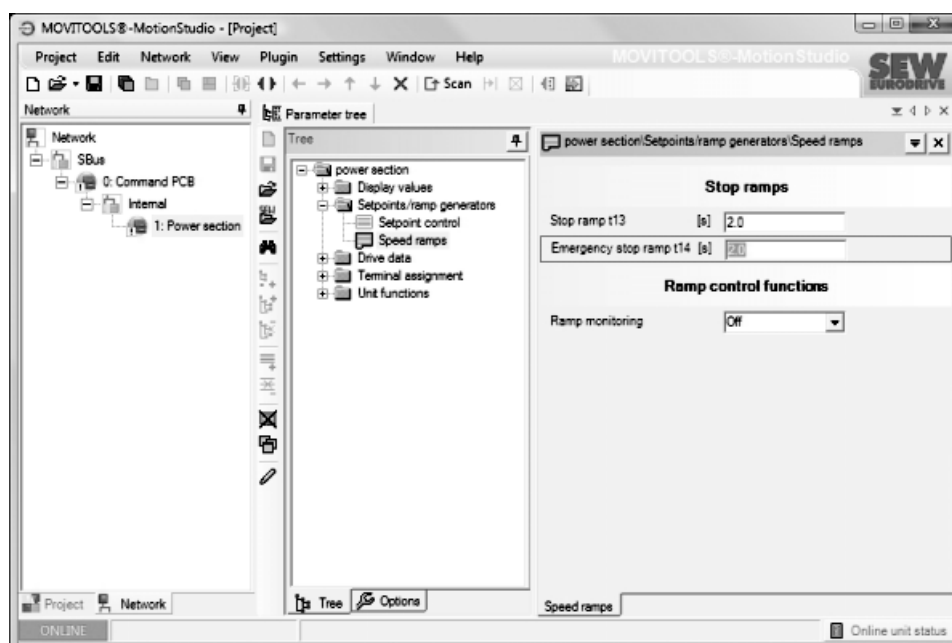 MOVITOOLS®-MotionStudio - [Project]
Project Edit Network View Plugin Settings Window Help
MOVITOOLS®-MotionStudio
SEW
EURODRIVE
Scan
Network
Network
SBus
0: Command PCB
Internal
1: Power section
Project Network
Parameter tree
Tree
power section
Display values
Setpoints/ramp generators
Setpoint control
Speed ramps
Drive data
Terminal assignment
Unit functions
Tree Options
power section\Setpoints/ramp generators\Speed ramps
Stop ramps
Stop ramp t13 [s] 2.0
Emergency stop ramp t14 [s] 2.0
Ramp control functions
Ramp monitoring Off
Speed ramps
ONLINE
Online unit status